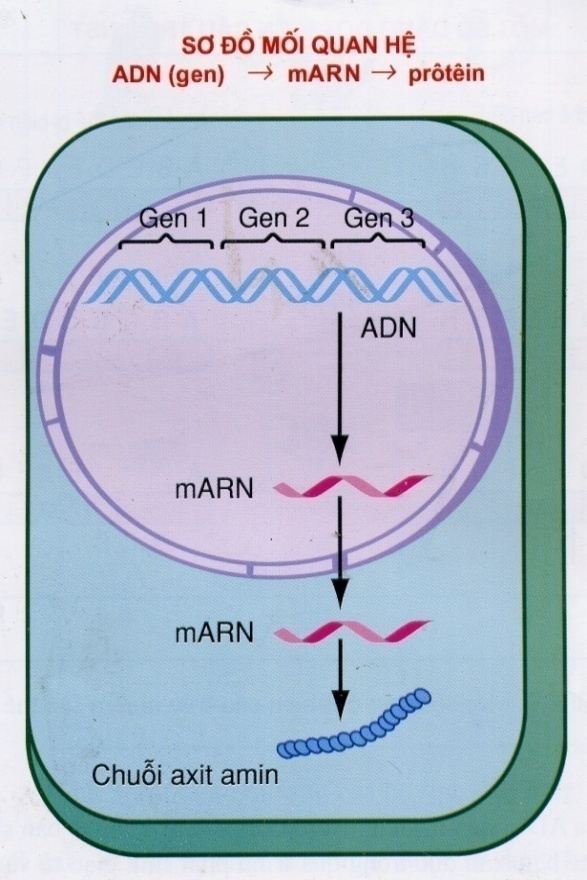 SƠ ĐỒ MỐI QUAN HỆ
ADN (gen) → mARN → prôtêin
Gen 1 Gen 2 Gen 3
ADN
mARN
mARN
Chuỗi axit amin